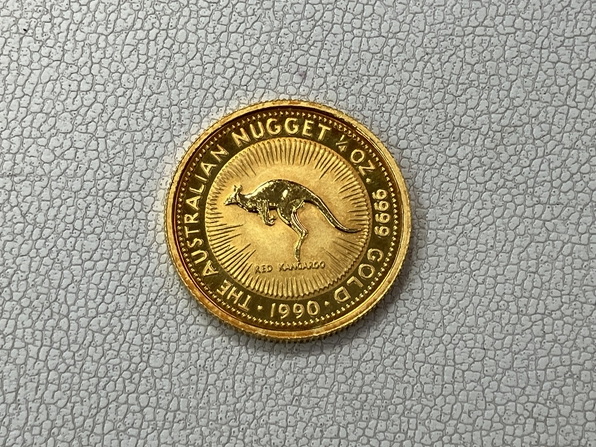 THE AUSTRALIAN NUGGET ¼ OZ. 9999 GOLD
RED KANGAROO
· 1990 ·